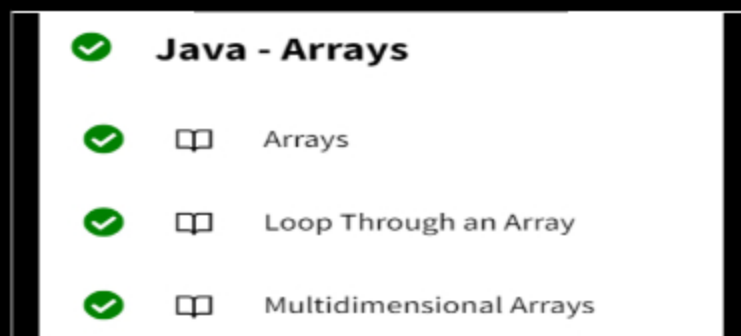 Java - Arrays
Arrays
Loop Through an Array
Multidimensional Arrays